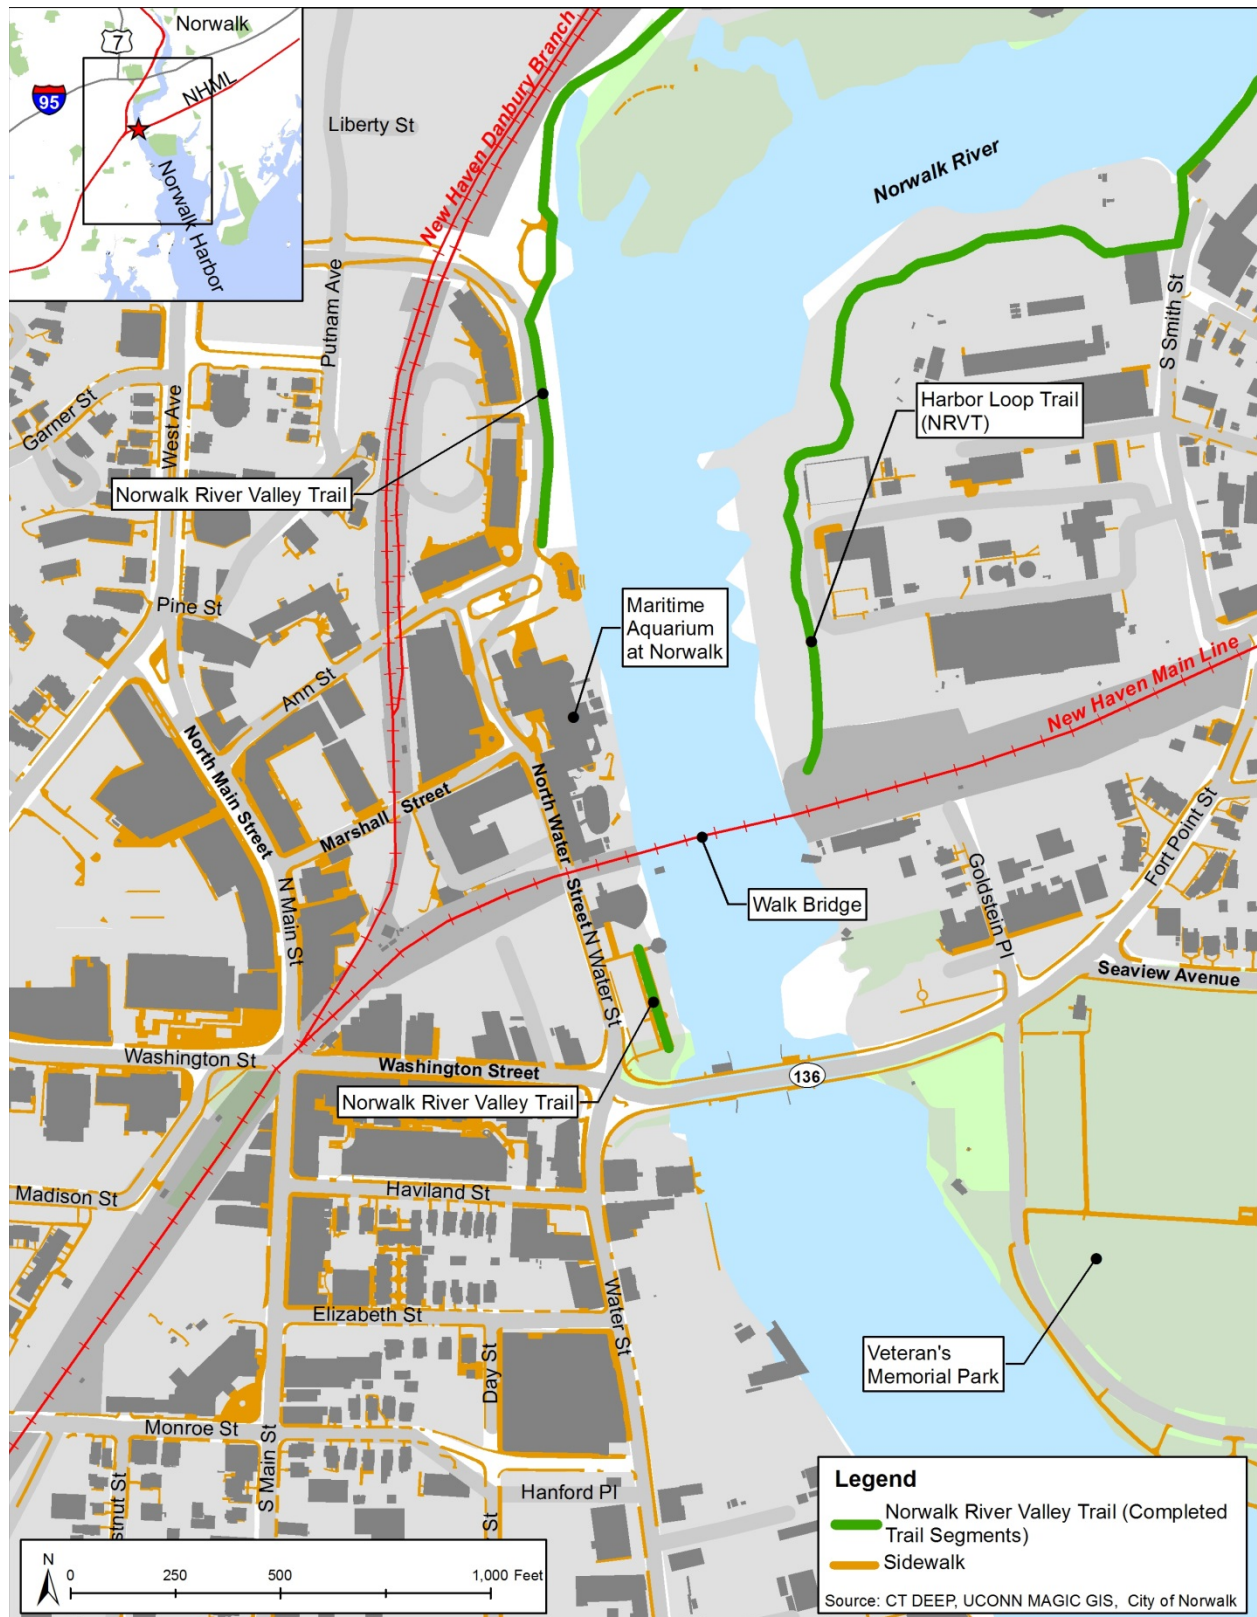 Norwalk
7
95
NHML
Norwalk Harbor
Liberty St
New Haven Danbury Branch
Norwalk River
Putnam Ave
S Smith St
Garner St
West Ave
Harbor Loop Trail
(NRVT)
Norwalk River Valley Trail
Pine St
Maritime
Aquarium
at Norwalk
Ann St
New Haven Main Line
North Main Street
Marshall Street
North Water
Street
Fort Point St
Goldstein Pl
N Main St
Walk Bridge
N Water St
Seaview Avenue
Washington St
Washington Street
136
Norwalk River Valley Trail
Madison St
Haviland St
Elizabeth St
Water St
Day St
Veteran's
Memorial Park
Monroe St
S Main St
stnut St
Hanford Pl
St
Legend
Norwalk River Valley Trail (Completed
Trail Segments)
Sidewalk
Source: CT DEEP, UCONN MAGIC GIS, City of Norwalk
N
0 250 500 1,000 Feet